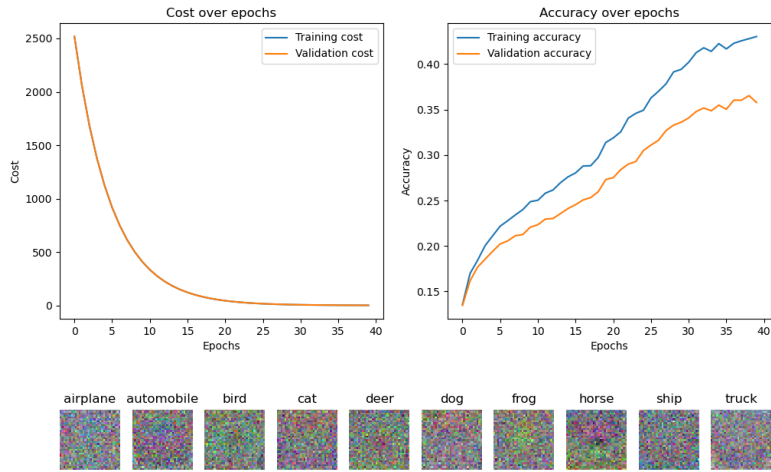 Cost over epochs
Training cost
Validation cost
2500
2000
1500
1000
500
0
Cost
0 5 10 15 20 25 30 35 40
Epochs
Accuracy over epochs
Training accuracy
Validation accuracy
0.40
0.35
0.30
0.25
0.20
0.15
Accuracy
0 5 10 15 20 25 30 35 40
Epochs
airplane automobile bird cat deer dog frog horse ship truck